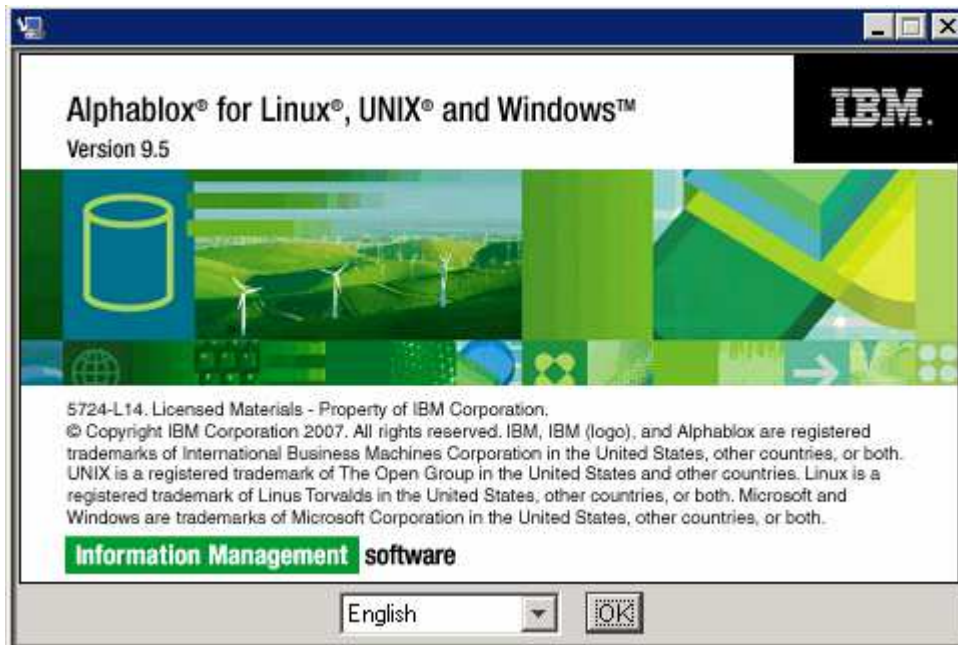 Alphablox® for Linux®, UNIX® and Windows™
IBM.
Version 9.5
5724-L14. Licensed Materials - Property of IBM Corporation.
© Copyright IBM Corporation 2007. All rights reserved. IBM, IBM (logo), and Alphablox are registered
trademarks of International Business Machines Corporation in the United States, other countries, or both.
UNIX is a registered trademark of The Open Group in the United States and other countries. Linux is a
registered trademark of Linus Torvalds in the United States, other countries, or both. Microsoft and
Windows are trademarks of Microsoft Corporation in the United States, other countries, or both.
Information Management software
English
OK